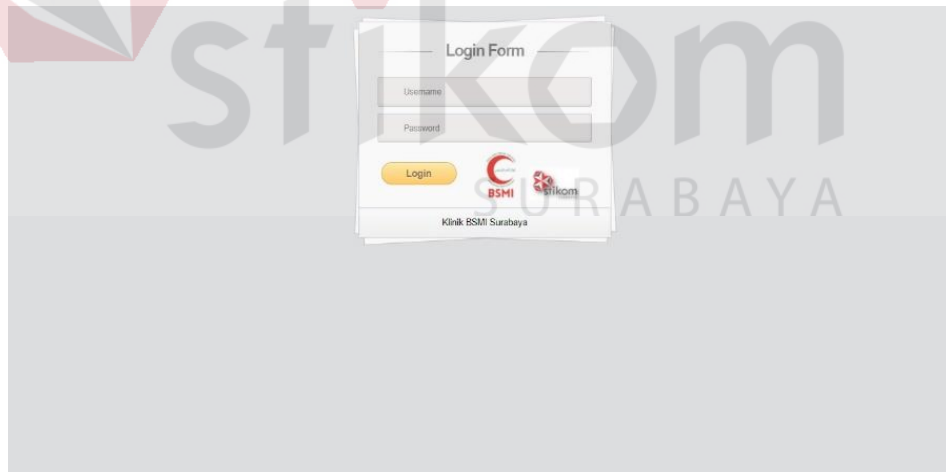 stikom
SURABAYA
Login Form
Username
Password
Login
BSMI
stikom
Klinik BSMI Surabaya